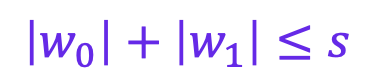 |w₀| + |w₁| ≤ s